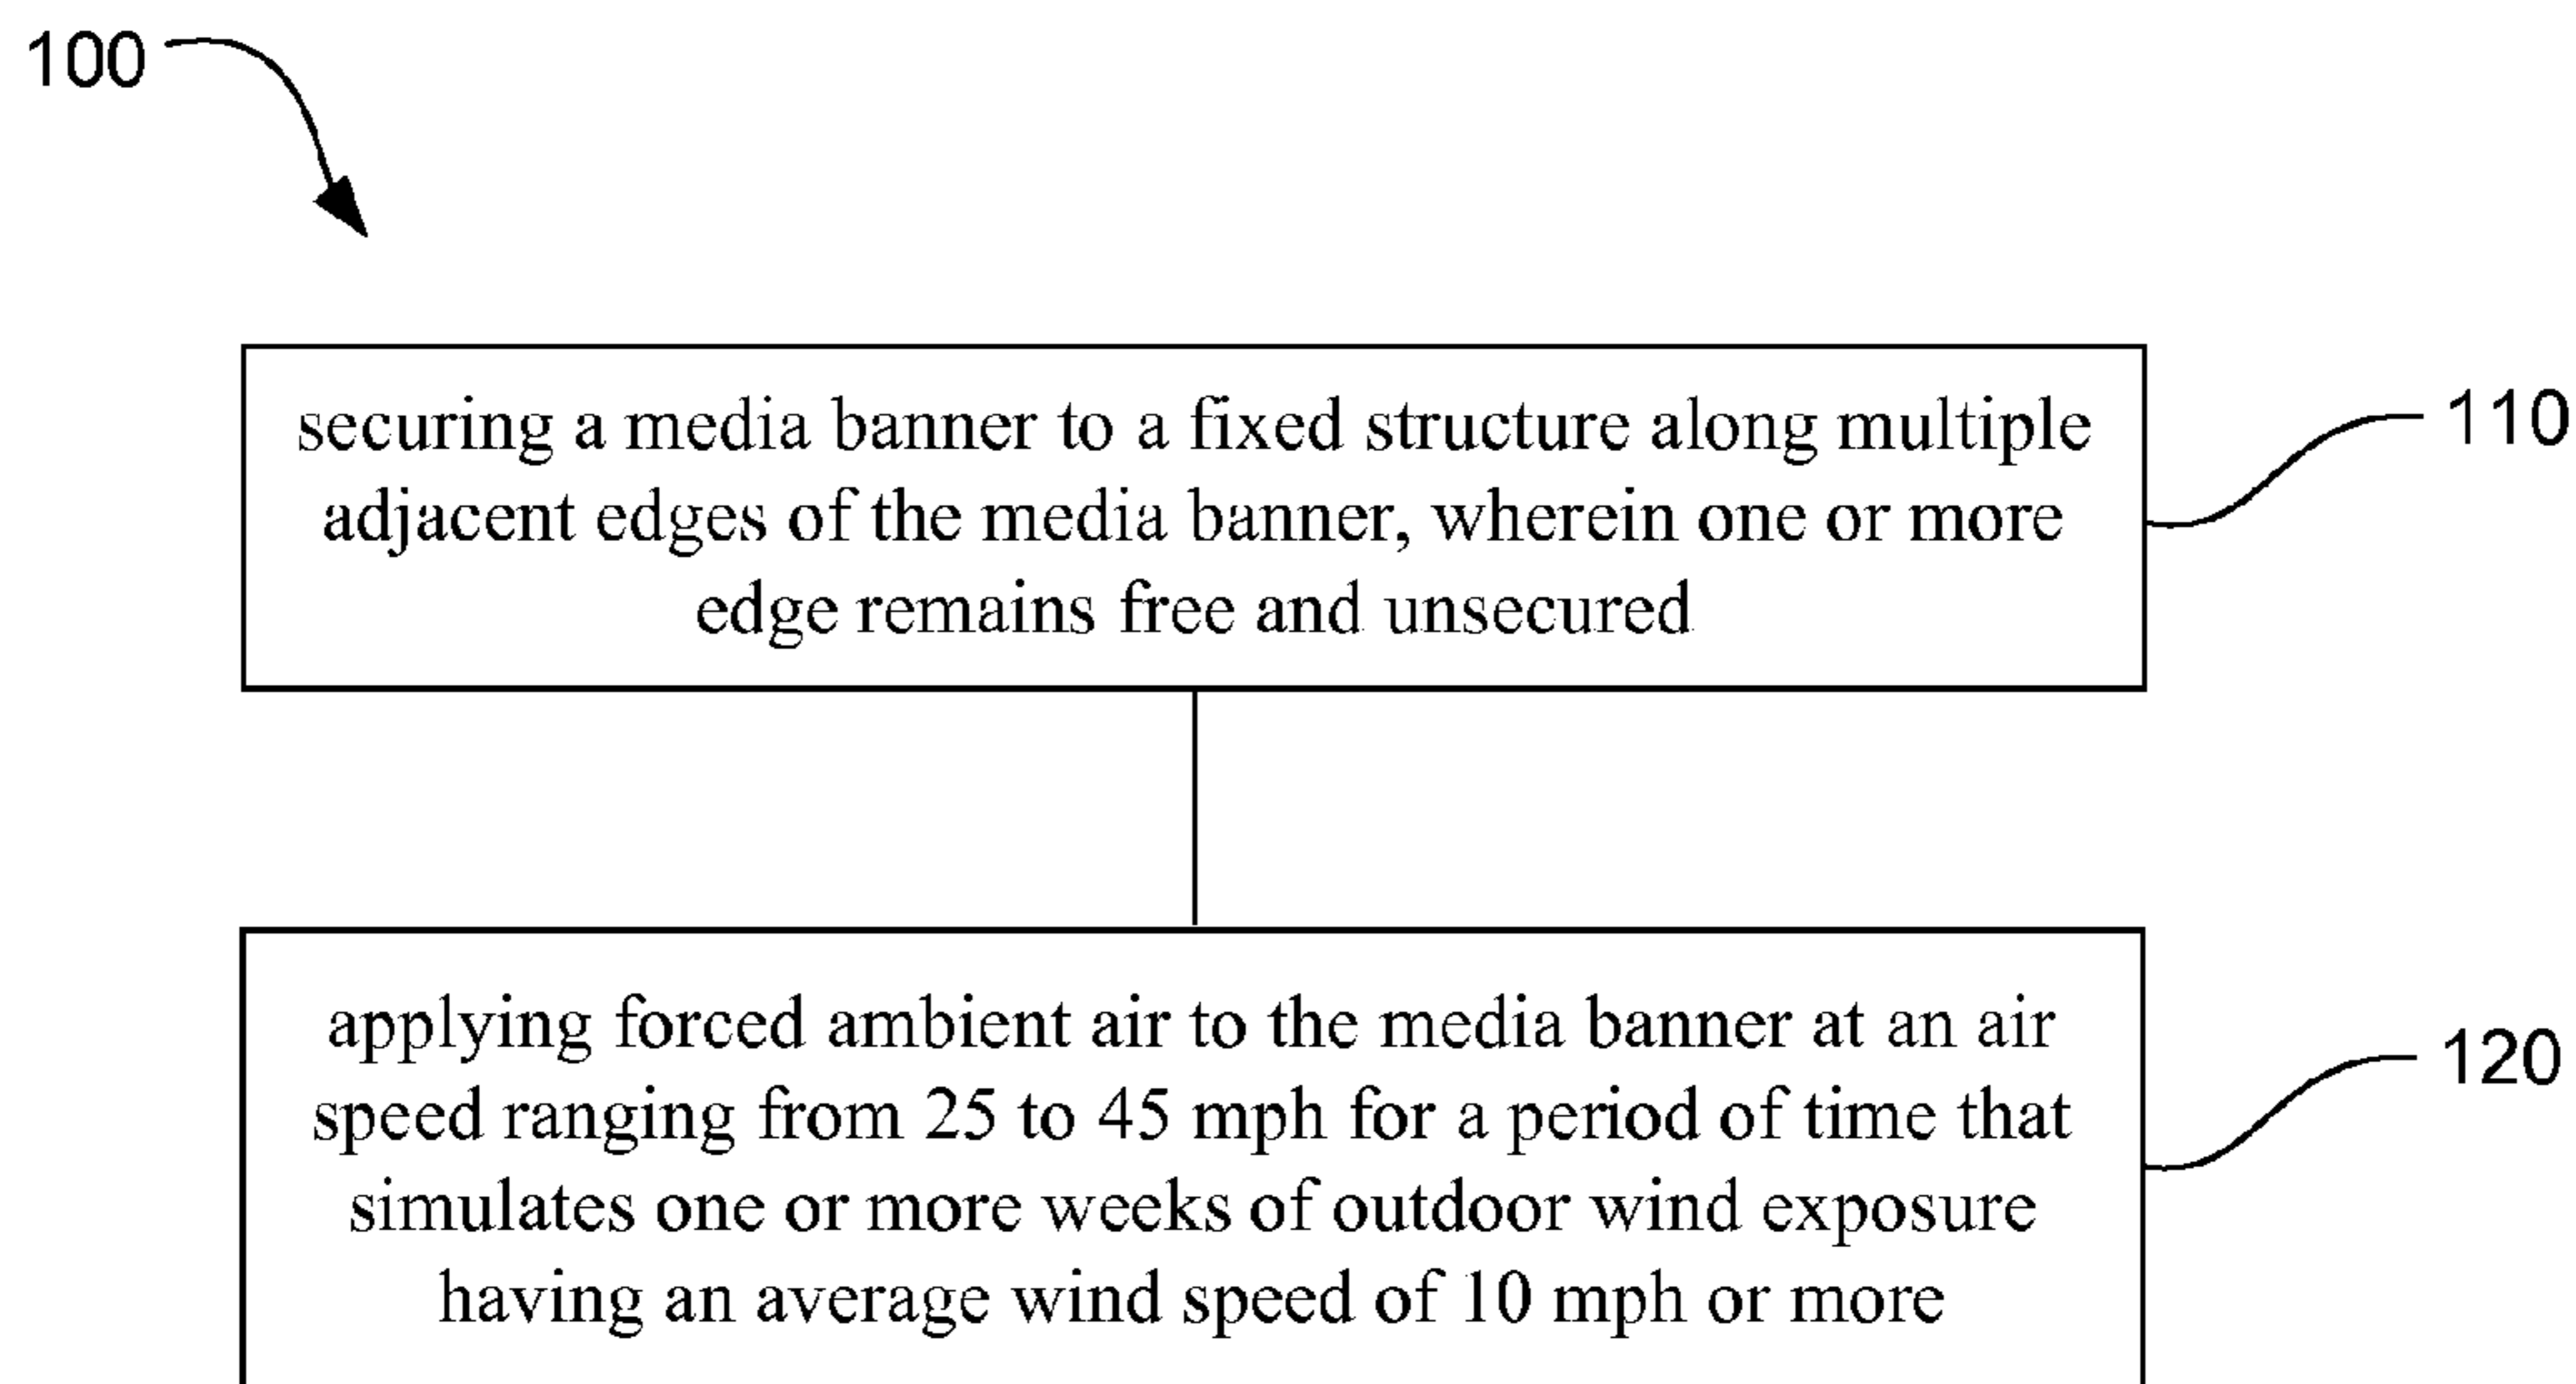 100
securing a media banner to a fixed structure along multiple
adjacent edges of the media banner, wherein one or more
edge remains free and unsecured
110
applying forced ambient air to the media banner at an air
speed ranging from 25 to 45 mph for a period of time that
simulates one or more weeks of outdoor wind exposure
having an average wind speed of 10 mph or more
120